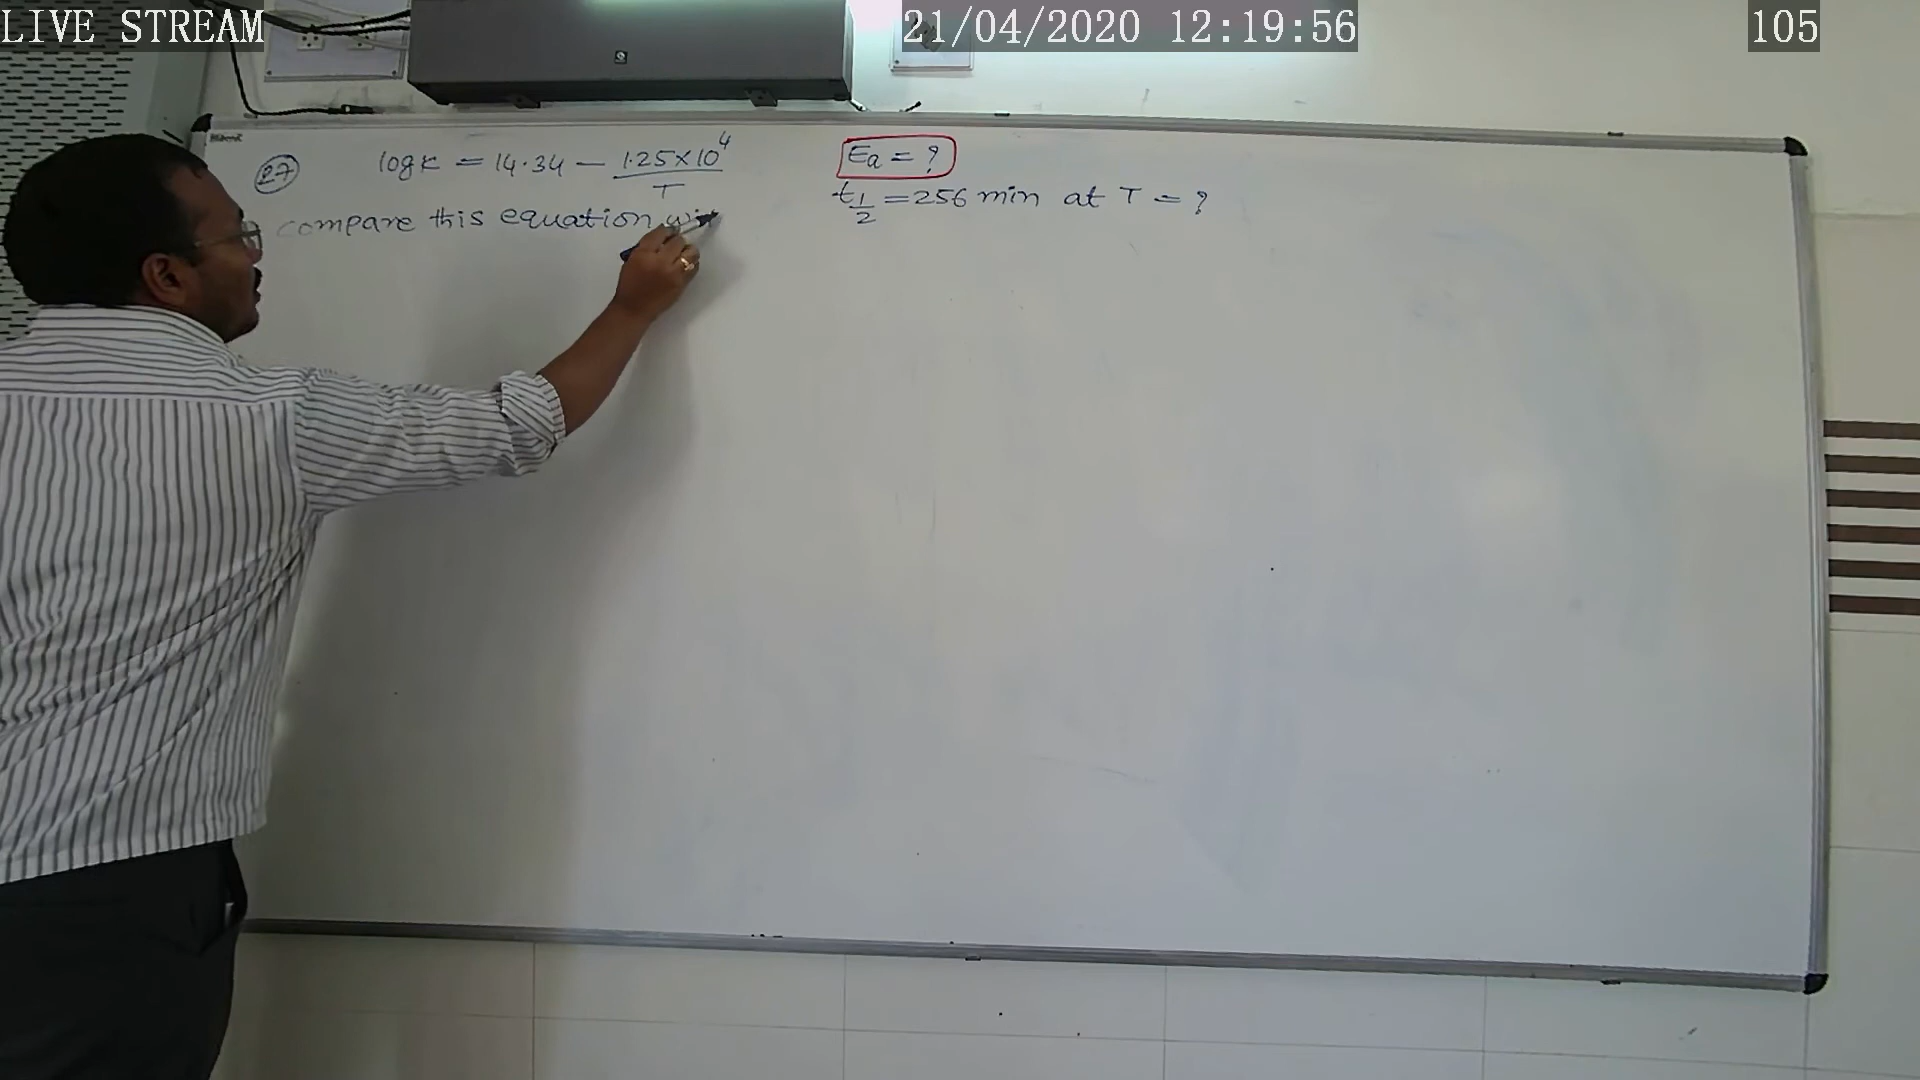 LIVE STREAM
21/04/2020 12:19:56
105
27 log k = 14.34 - 1.25×10⁴ / T
Ea = ?
t1/2 = 256 min at T = ?
compare this equation